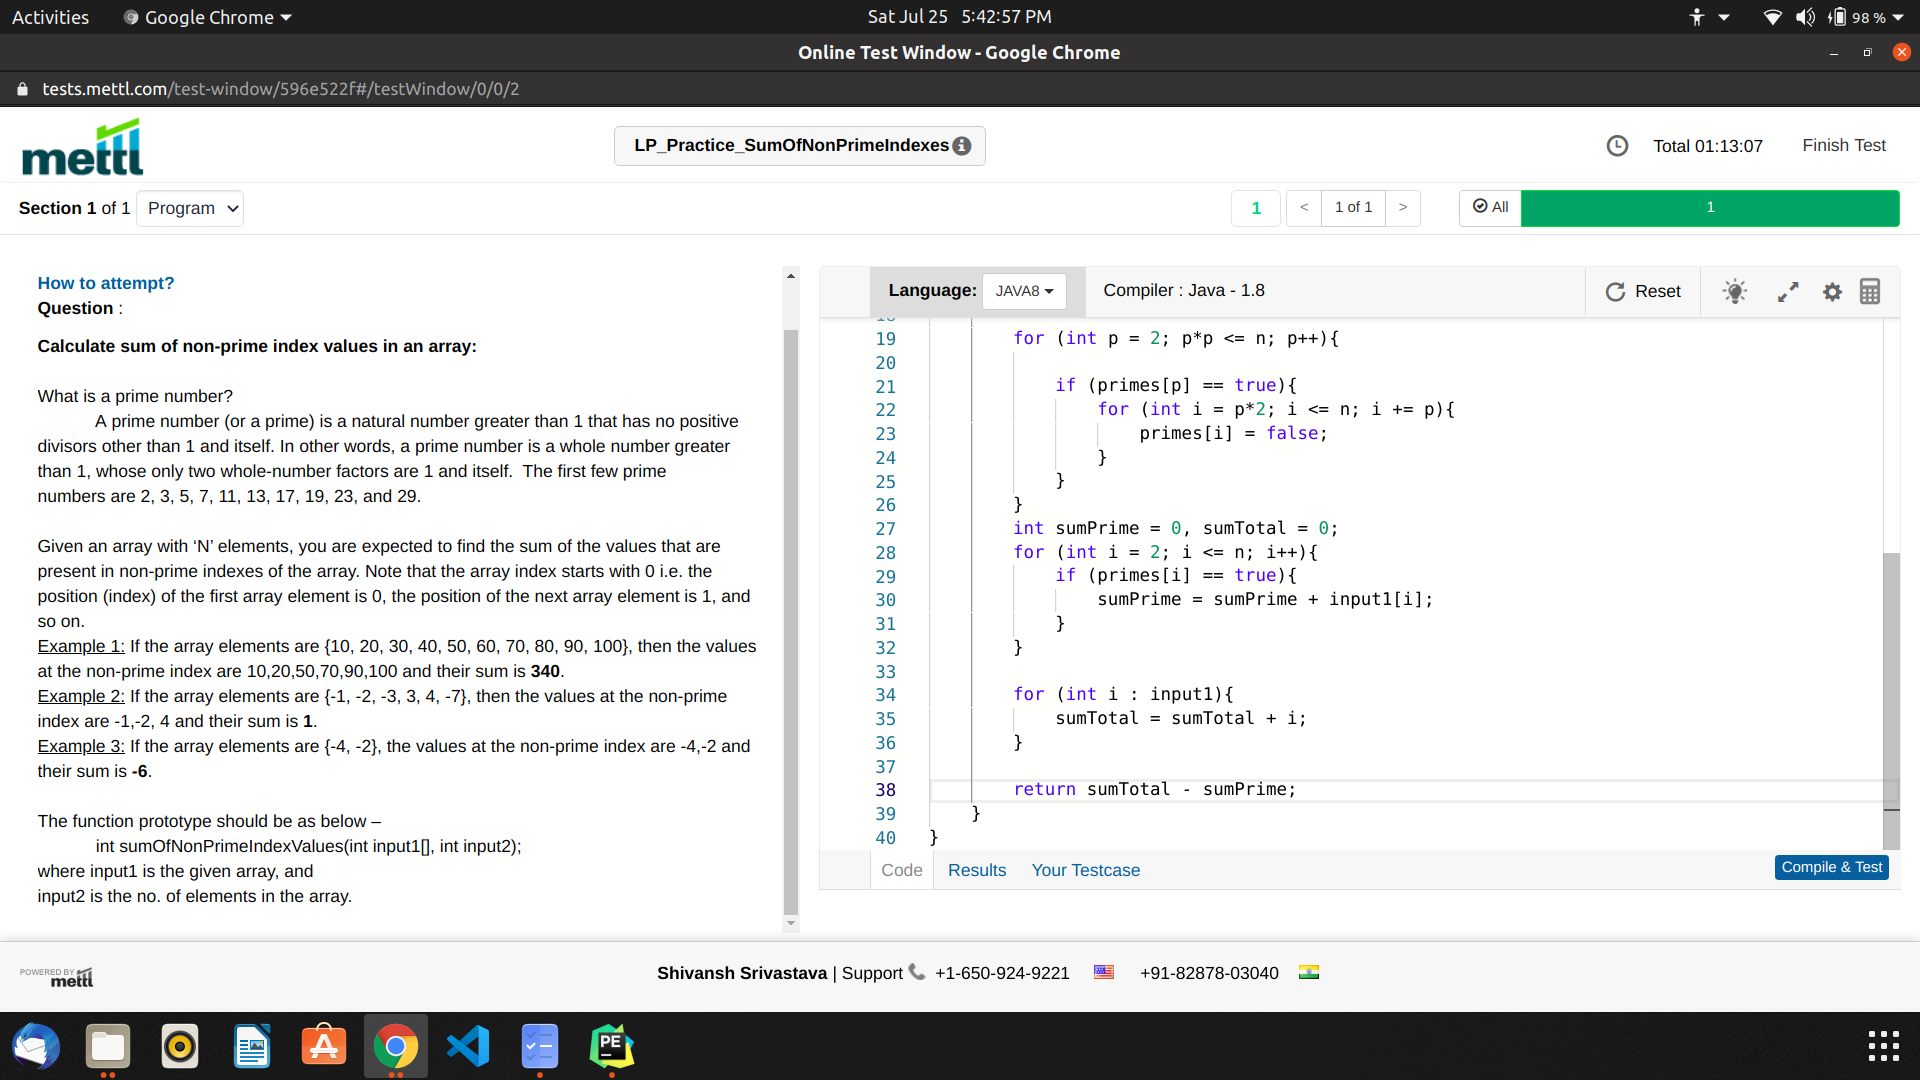 Activities Google Chrome Sat Jul 25 5:42:57 PM 98 %
Online Test Window - Google Chrome
tests.mettl.com/test-window/596e522f#/testWindow/0/0/2
mettl LP_Practice_SumOfNonPrimeIndexes Total 01:13:07 Finish Test
Section 1 of 1 Program 1 < 1 of 1 > All 1
How to attempt?
Question :
Calculate sum of non-prime index values in an array:
What is a prime number?
A prime number (or a prime) is a natural number greater than 1 that has no positive
divisors other than 1 and itself. In other words, a prime number is a whole number greater
than 1, whose only two whole-number factors are 1 and itself.  The first few prime
numbers are 2, 3, 5, 7, 11, 13, 17, 19, 23, and 29.
Given an array with ‘N’ elements, you are expected to find the sum of the values that are
present in non-prime indexes of the array. Note that the array index starts with 0 i.e. the
position (index) of the first array element is 0, the position of the next array element is 1, and
so on.
Example 1: If the array elements are {10, 20, 30, 40, 50, 60, 70, 80, 90, 100}, then the values
at the non-prime index are 10,20,50,70,90,100 and their sum is 340.
Example 2: If the array elements are {-1, -2, -3, 3, 4, -7}, then the values at the non-prime
index are -1,-2, 4 and their sum is 1.
Example 3: If the array elements are {-4, -2}, the values at the non-prime index are -4,-2 and
their sum is -6.
The function prototype should be as below –
int sumOfNonPrimeIndexValues(int input1[], int input2);
where input1 is the given array, and
input2 is the no. of elements in the array.
Language: JAVA8 Compiler : Java - 1.8 Reset
19 for (int p = 2; p*p <= n; p++){
20
21 if (primes[p] == true){
22 for (int i = p*2; i <= n; i += p){
23 primes[i] = false;
24 }
25 }
26 }
27 int sumPrime = 0, sumTotal = 0;
28 for (int i = 2; i <= n; i++){
29 if (primes[i] == true){
30 sumPrime = sumPrime + input1[i];
31 }
32 }
33
34 for (int i : input1){
35 sumTotal = sumTotal + i;
36 }
37
38 return sumTotal - sumPrime;
39 }
40 }
Code Results Your Testcase Compile & Test
POWERED BY mettl Shivansh Srivastava | Support +1-650-924-9221 +91-82878-03040
PE